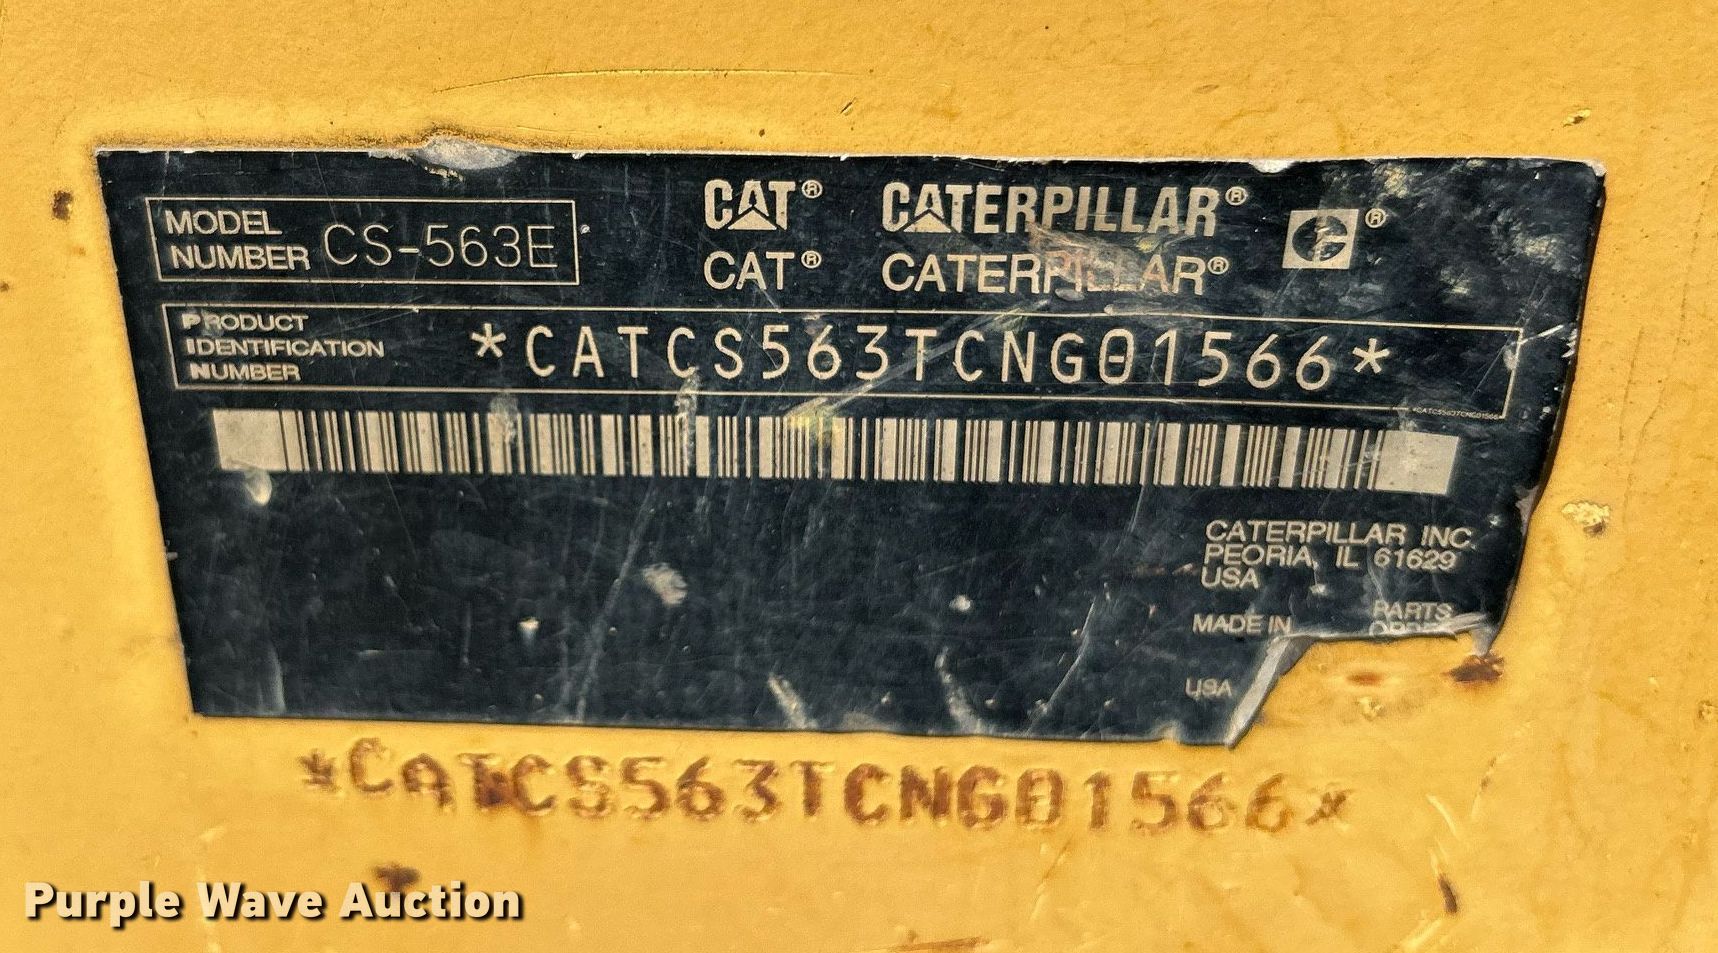 MODEL
NUMBER CS-563E
CAT® CATERPILLAR® ®
CAT® CATERPILLAR®
PRODUCT
IDENTIFICATION
NUMBER
*CATCS563TCNG01566*
*CATCS563TCNG01566*
CATERPILLAR INC.
PEORIA, IL 61629
USA
MADE IN
PARTS
USA
*CATCS563TCNG01566*
Purple Wave Auction